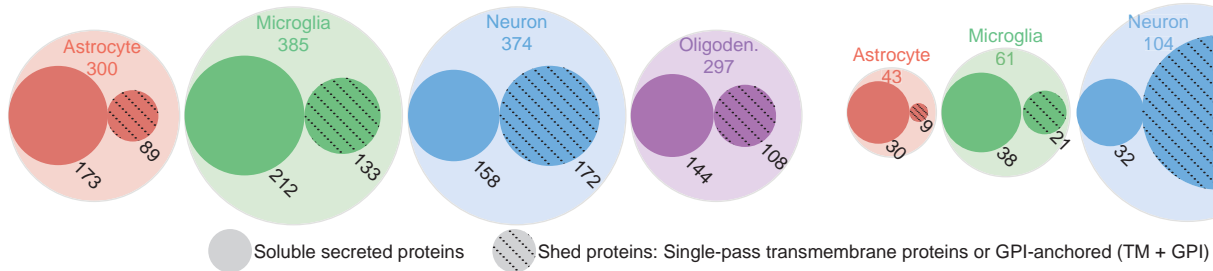 Astrocyte
300
173
89
Microglia
385
212
133
Neuron
374
158
172
Oligoden.
297
144
108
Astrocyte
43
30
9
Microglia
61
38
21
Neuron
104
32
Soluble secreted proteins
Shed proteins: Single-pass transmembrane proteins or GPI-anchored (TM + GPI)